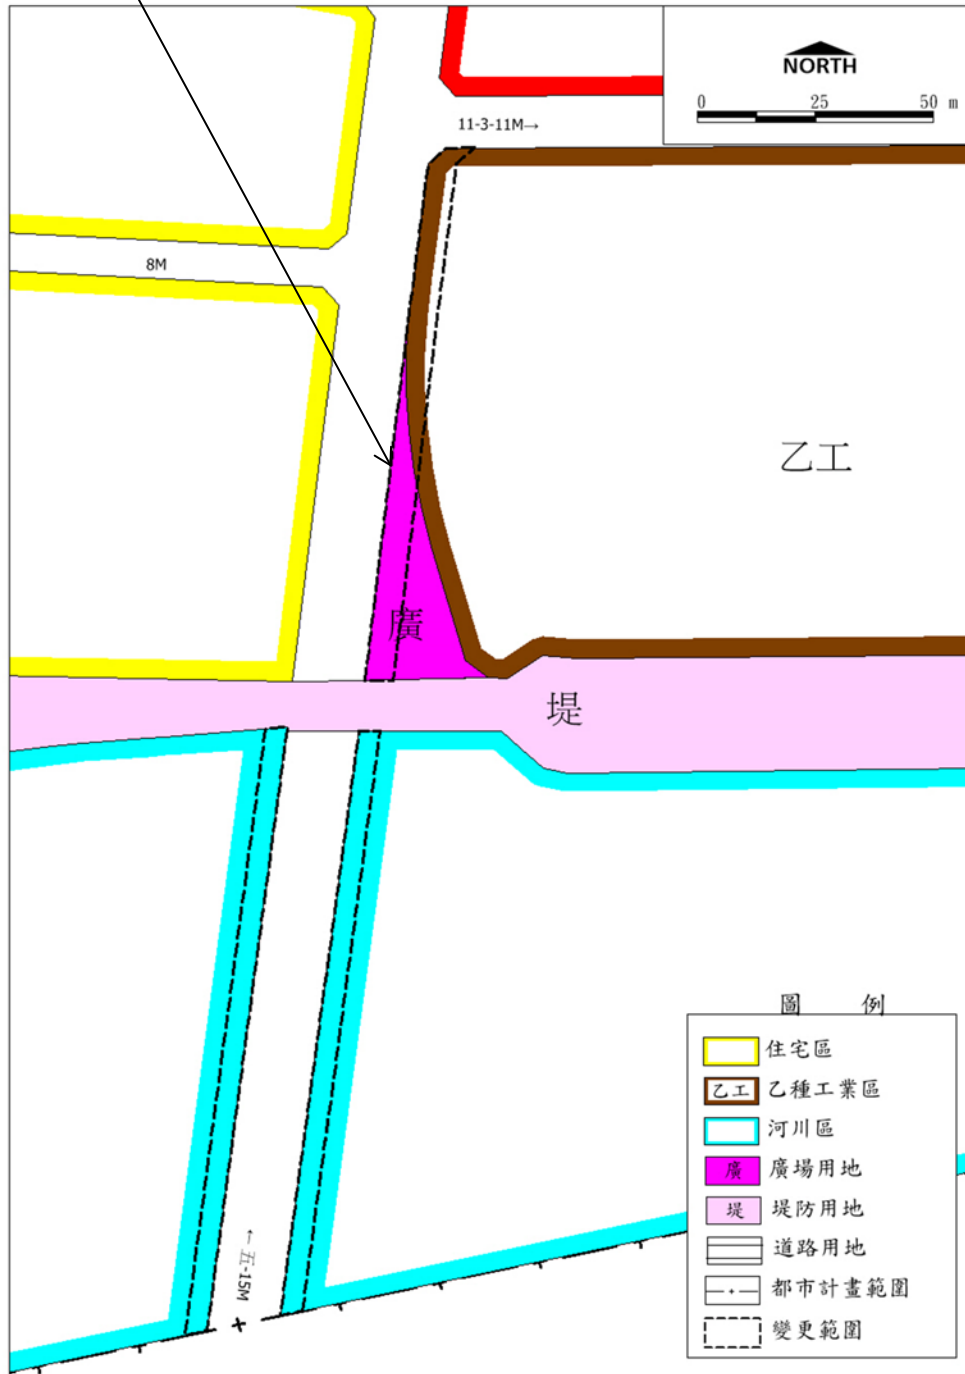 NORTH
0 25 50 m
11-3-11M→
8M
乙工
廣
堤
←五-15M
圖 例
住宅區
乙工 乙種工業區
河川區
廣 廣場用地
堤 堤防用地
道路用地
都市計畫範圍
變更範圍